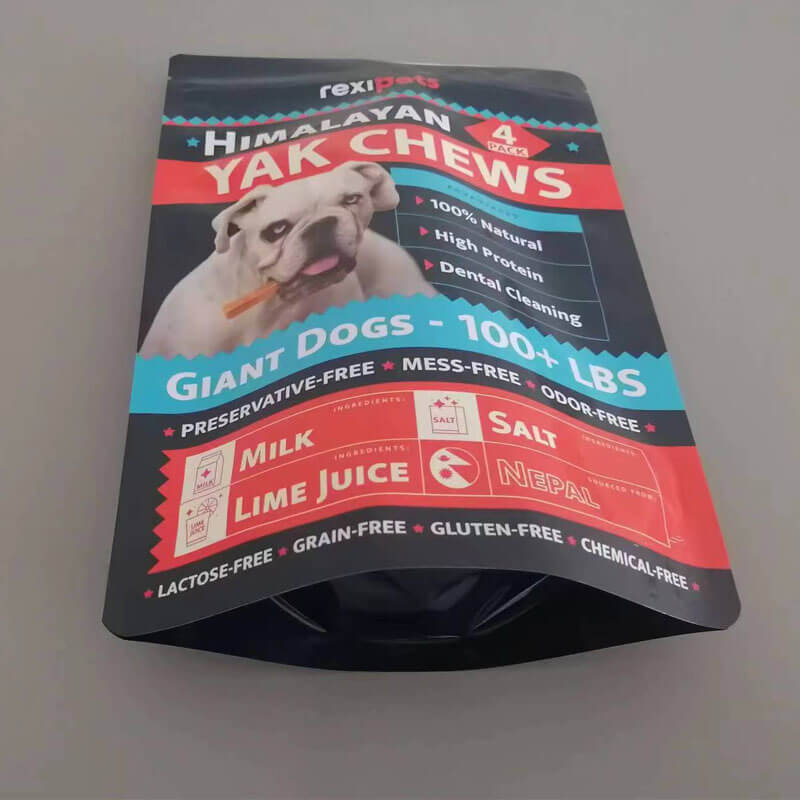 rexipets
HIMALAYAN
4
PACK
YAK CHEWS
100% Natural
High Protein
Dental Cleaning
GIANT DOGS - 100+ LBS
PRESERVATIVE-FREE ★ MESS-FREE ★ ODOR-FREE ★
INGREDIENTS:
MILK
MILK
SALT
SALT
INGREDIENTS:
INGREDIENTS:
LIME JUICE
LIME JUICE
SOURCED FROM:
NEPAL
★ LACTOSE-FREE ★ GRAIN-FREE ★ GLUTEN-FREE ★ CHEMICAL-FREE ★